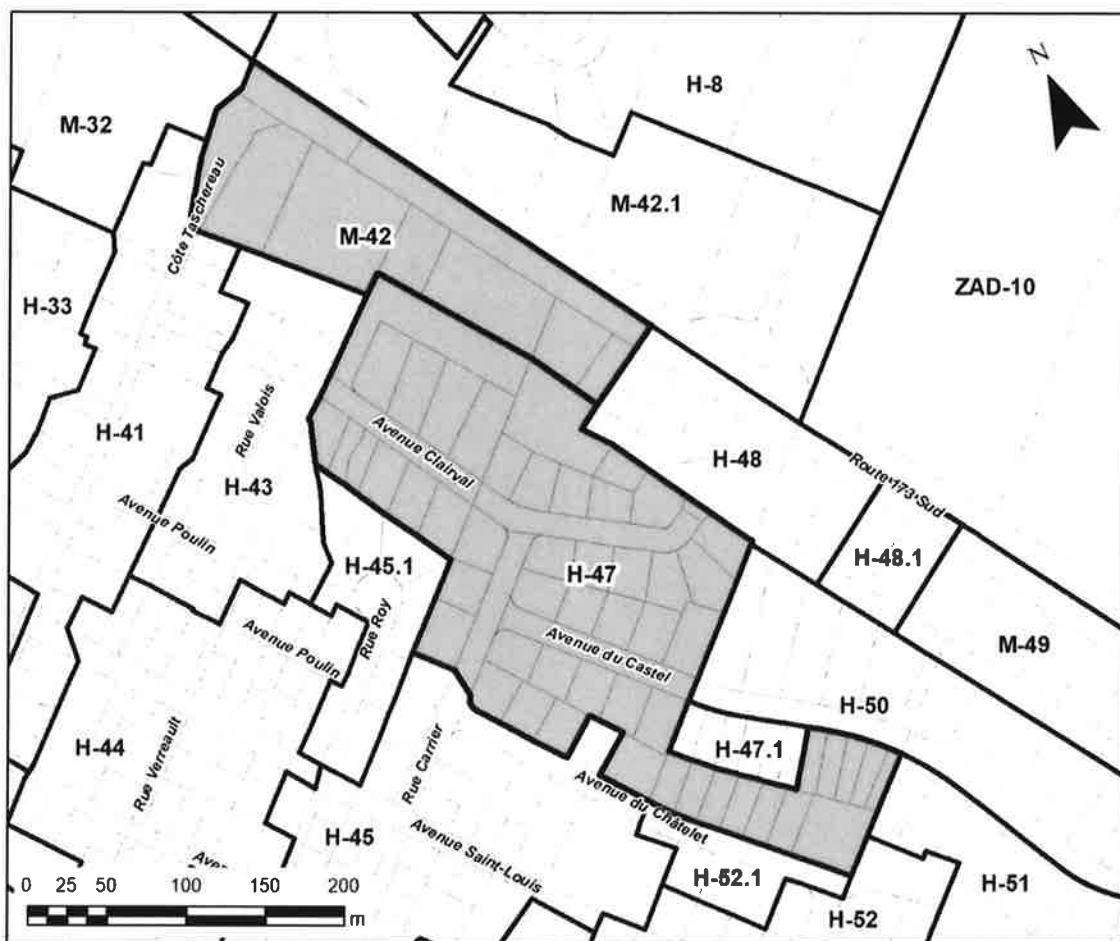 N
H-8
M-32
M-42.1
Côte Taschereau
M-42
ZAD-10
H-33
Rue Valois
H-41
Avenue Clairval
H-48
Route 173 Sud
H-43
Avenue Poulin
H-48.1
H-45.1
H-47
Rue Roy
Avenue Poulin
Avenue du Castel
M-49
H-50
H-44
Rue Verreault
H-47.1
Rue Carrier
Avenue du Châtelet
H-45
Avenue Saint-Louis
H-52.1
H-51
H-52
0 25 50 100 150 200
m